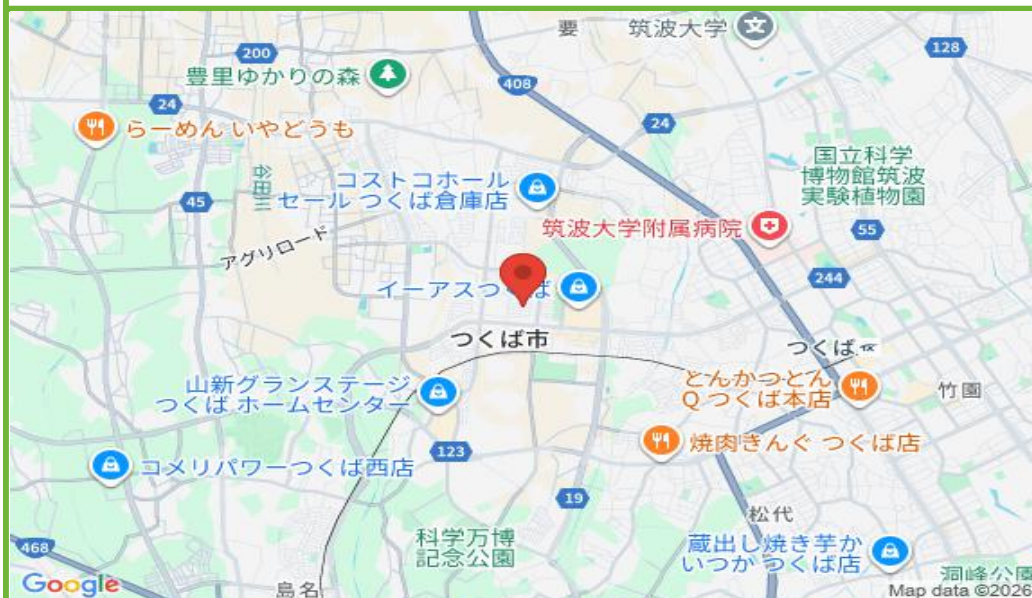 要
筑波大学
128
200
豊里ゆかりの森
408
24
24
らーめん いやどうも
国立科学
博物館筑波
実験植物園
谷田川
コストコホール
セール つくば倉庫店
45
筑波大学附属病院
55
アグリロード
244
イーアスつくば
つくば市
つくば
山新グランステージ
つくば ホームセンター
とんかつとん
Q つくば本店
竹園
焼肉きんぐ つくば店
123
コメリパワーつくば西店
19
松代
科学万博
記念公園
蔵出し焼き芋か
いつか つくば店
468
洞峰公園
Google
島名
Map data ©2026